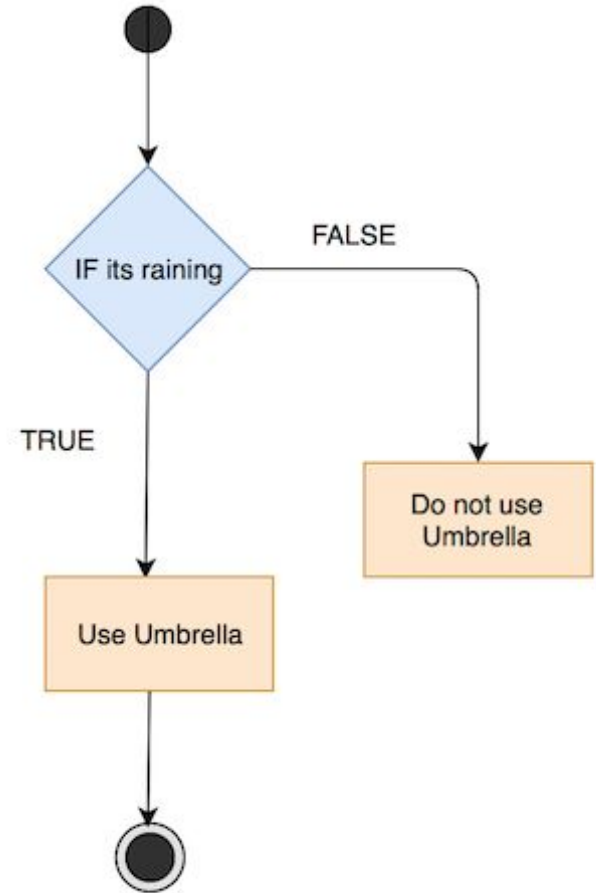 FALSE
IF its raining
TRUE
Do not use
Umbrella
Use Umbrella